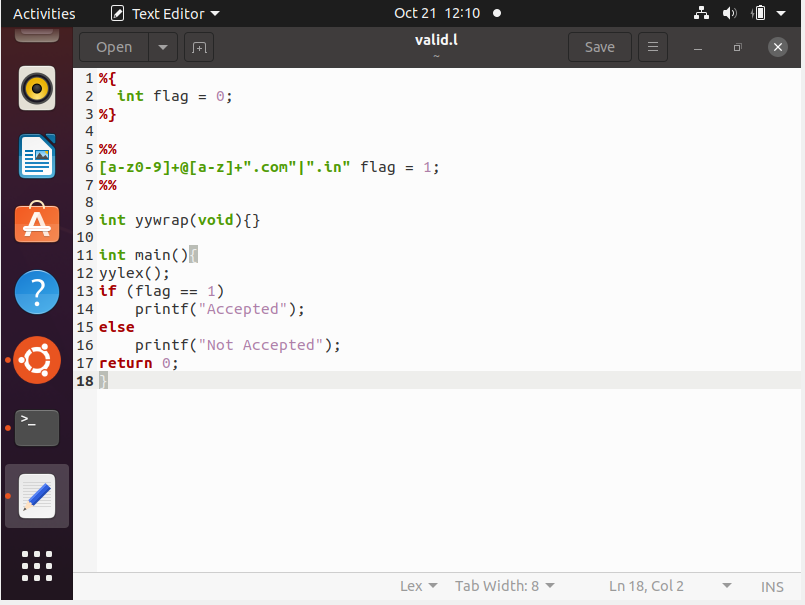 Activities Text Editor Oct 21 12:10
Open valid.l Save
~
1 %{
2   int flag = 0;
3 %}
4
5 %%
6 [a-z0-9]+@[a-z]+".com"|".in" flag = 1;
7 %%
8
9 int yywrap(void){}
10
11 int main(){
12 yylex();
13 if (flag == 1)
14     printf("Accepted");
15 else
16     printf("Not Accepted");
17 return 0;
18 }
Lex Tab Width: 8 Ln 18, Col 2 INS